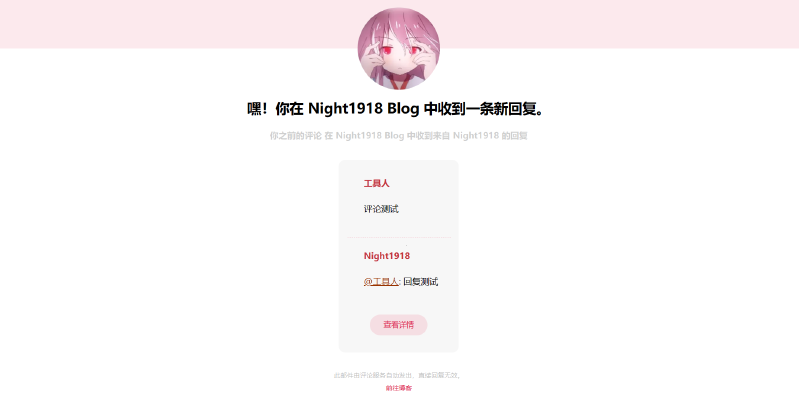 嘿！你在 Night1918 Blog 中收到一条新回复。
你之前的评论 在 Night1918 Blog 中收到来自 Night1918 的回复
工具人
评论测试
Night1918
@工具人: 回复测试
查看详情
此邮件由评论服务自动发出，直接回复无效。
前往博客